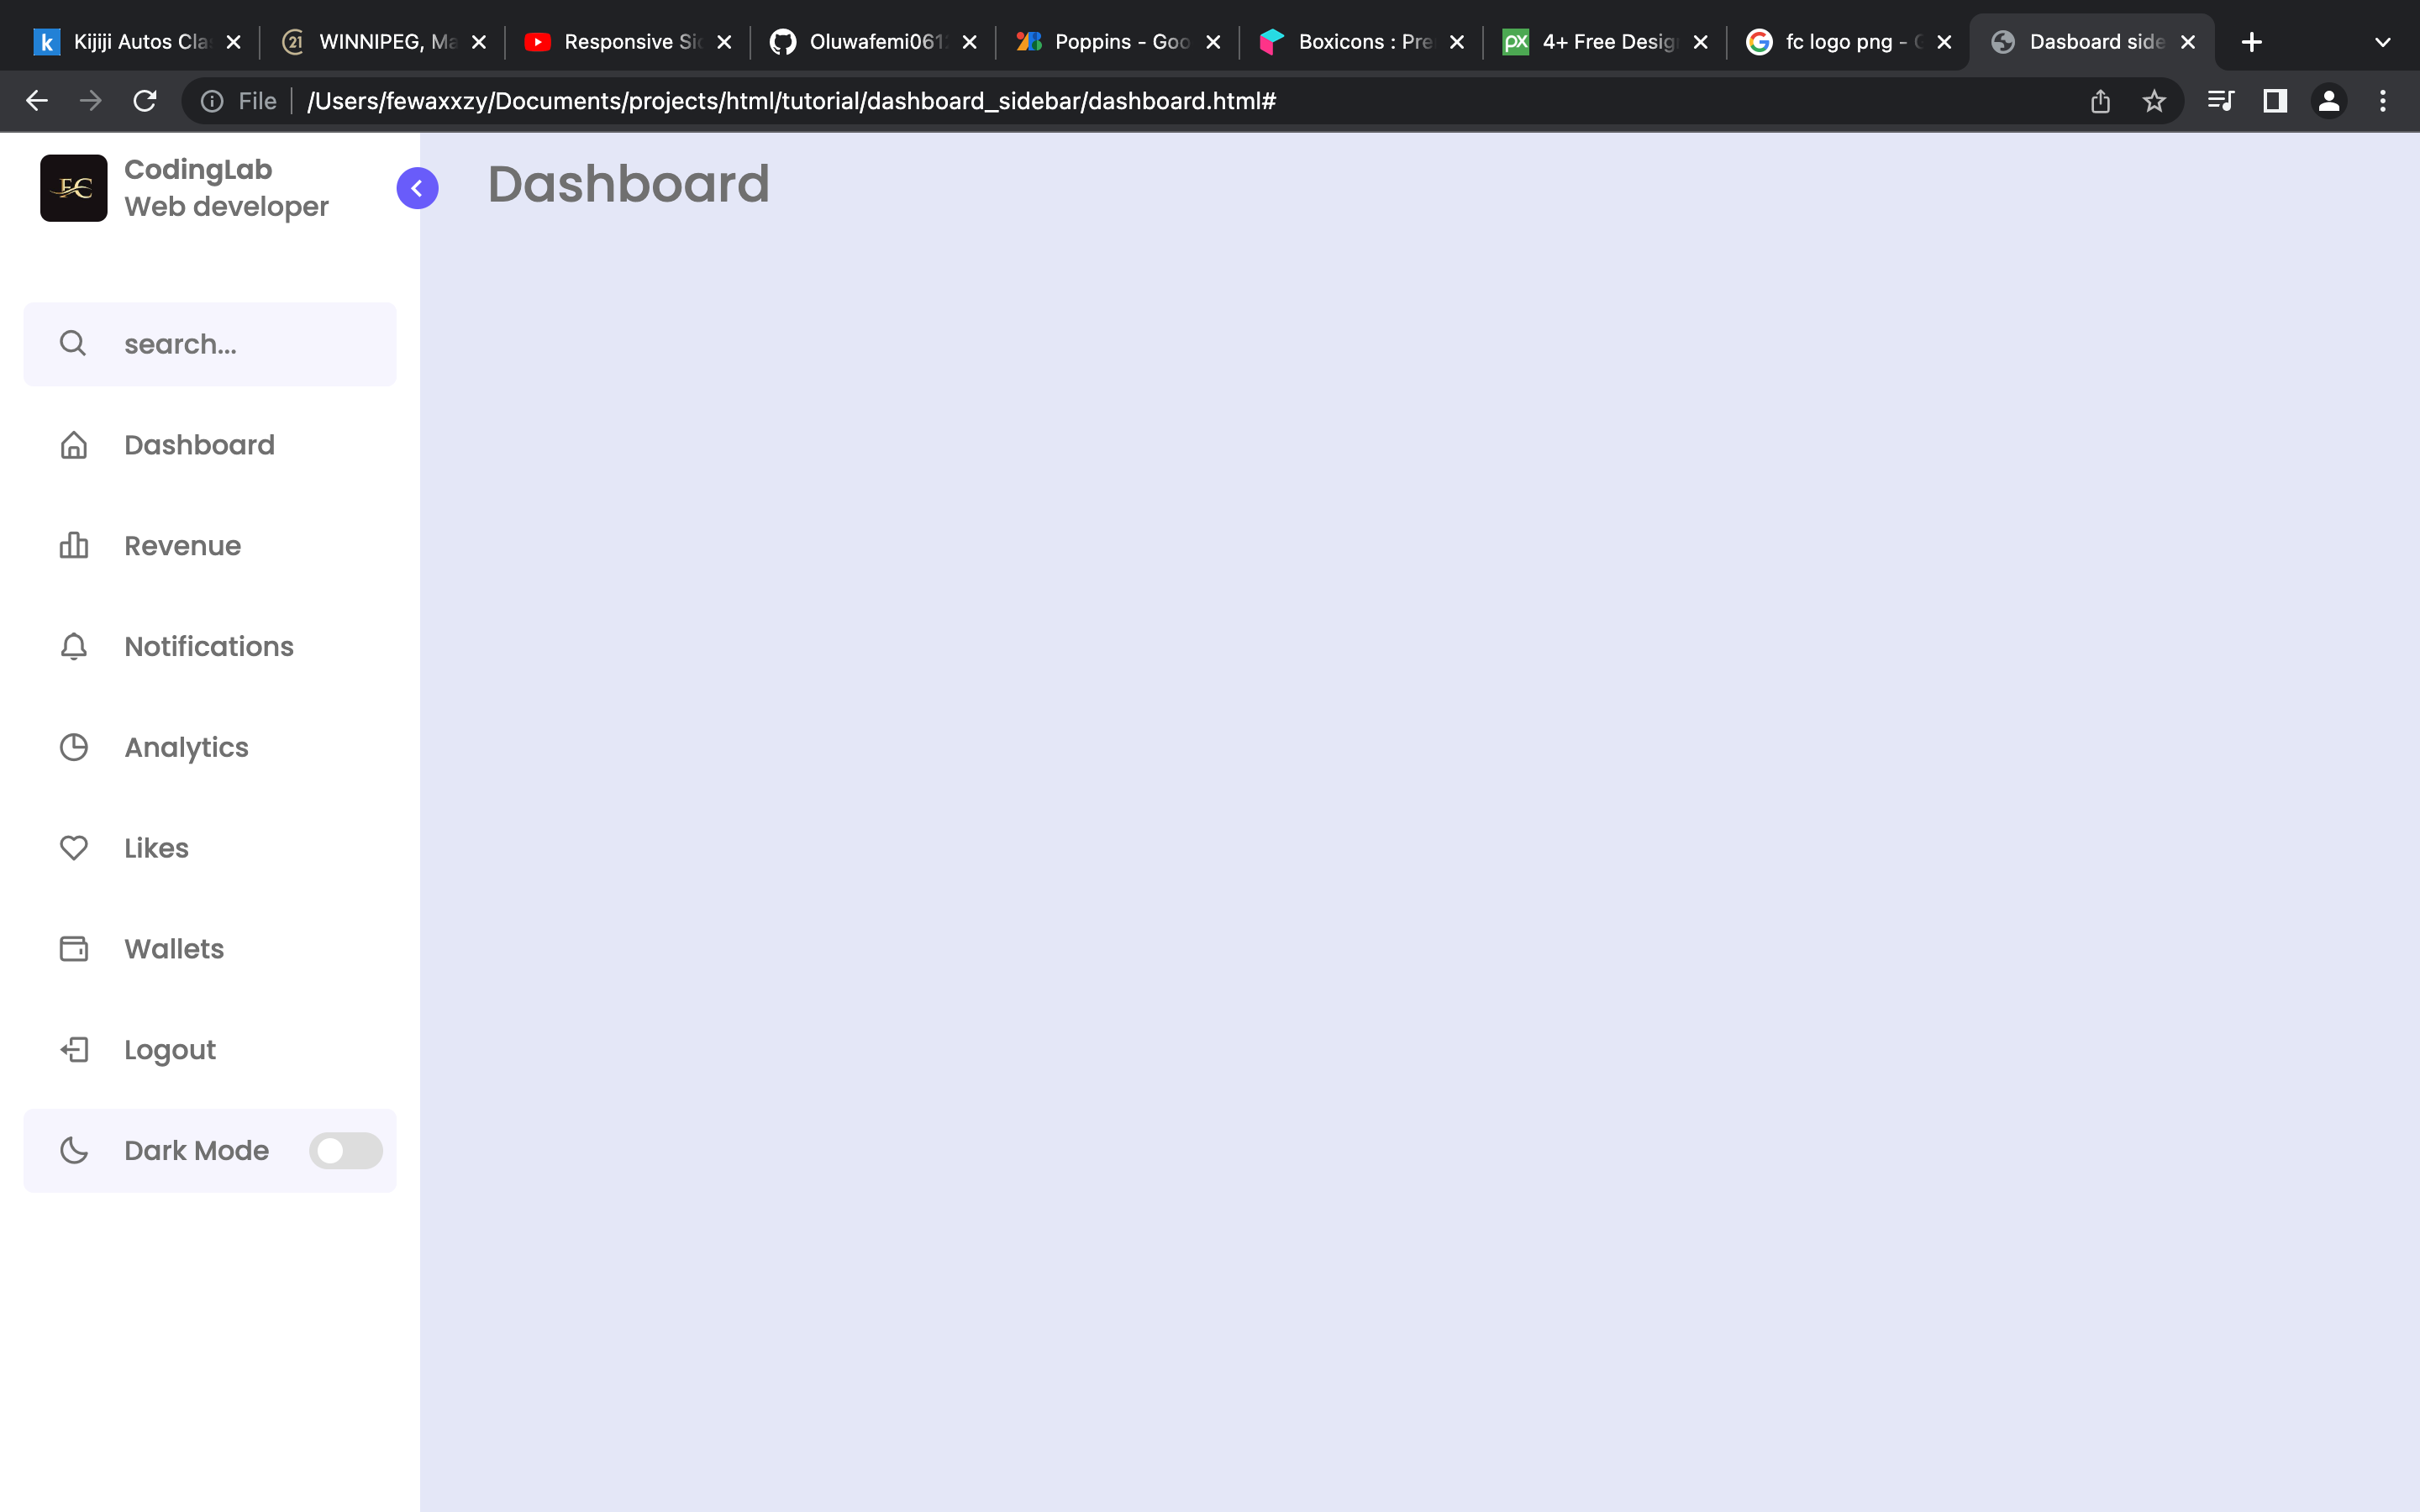 Kijiji Autos Cla
WINNIPEG, Ma
Responsive Sid
Oluwafemi061
Poppins - Goo
Boxicons : Pre
4+ Free Desig
fc logo png - G
Dasboard side
File
/Users/fewaxxzy/Documents/projects/html/tutorial/dashboard_sidebar/dashboard.html#
FC
CodingLab
Web developer
Dashboard
search...
Dashboard
Revenue
Notifications
Analytics
Likes
Wallets
Logout
Dark Mode